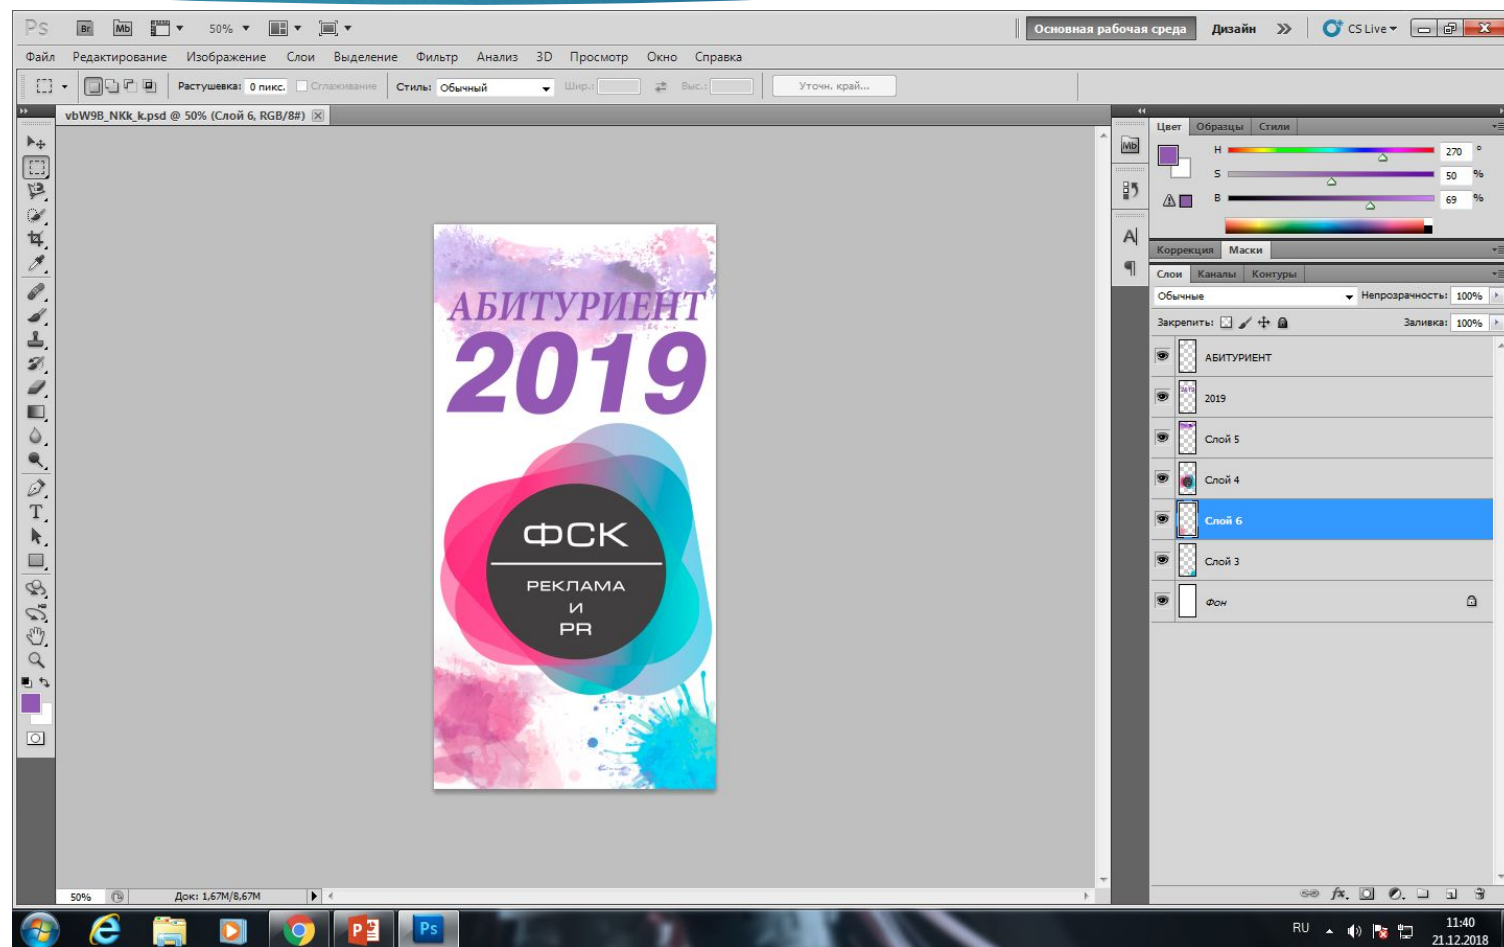 Ps Br Mb 50% Основная рабочая среда Дизайн CS Live
Файл Редактирование Изображение Слои Выделение Фильтр Анализ 3D Просмотр Окно Справка
Растушевка: 0 пикс. Сглаживание Стиль: Обычный Шир.: Выс.: Уточн. край...
vbW9B_NKk_k.psd @ 50% (Слой 6, RGB/8#)
Цвет Образцы Стили
Mb
H 270 °
S 50 %
B 69 %
Коррекция Маски
Слои Каналы Контуры
Обычные Непрозрачность: 100%
Закрепить: Заливка: 100%
АБИТУРИЕНТ
2019
Слой 5
Слой 4
Слой 6
Слой 3
Фон
АБИТУРИЕНТ
2019
ФСК
РЕКЛАМА
И
PR
50% Док: 1,67M/8,67M
Ps
RU 11:40
21.12.2018